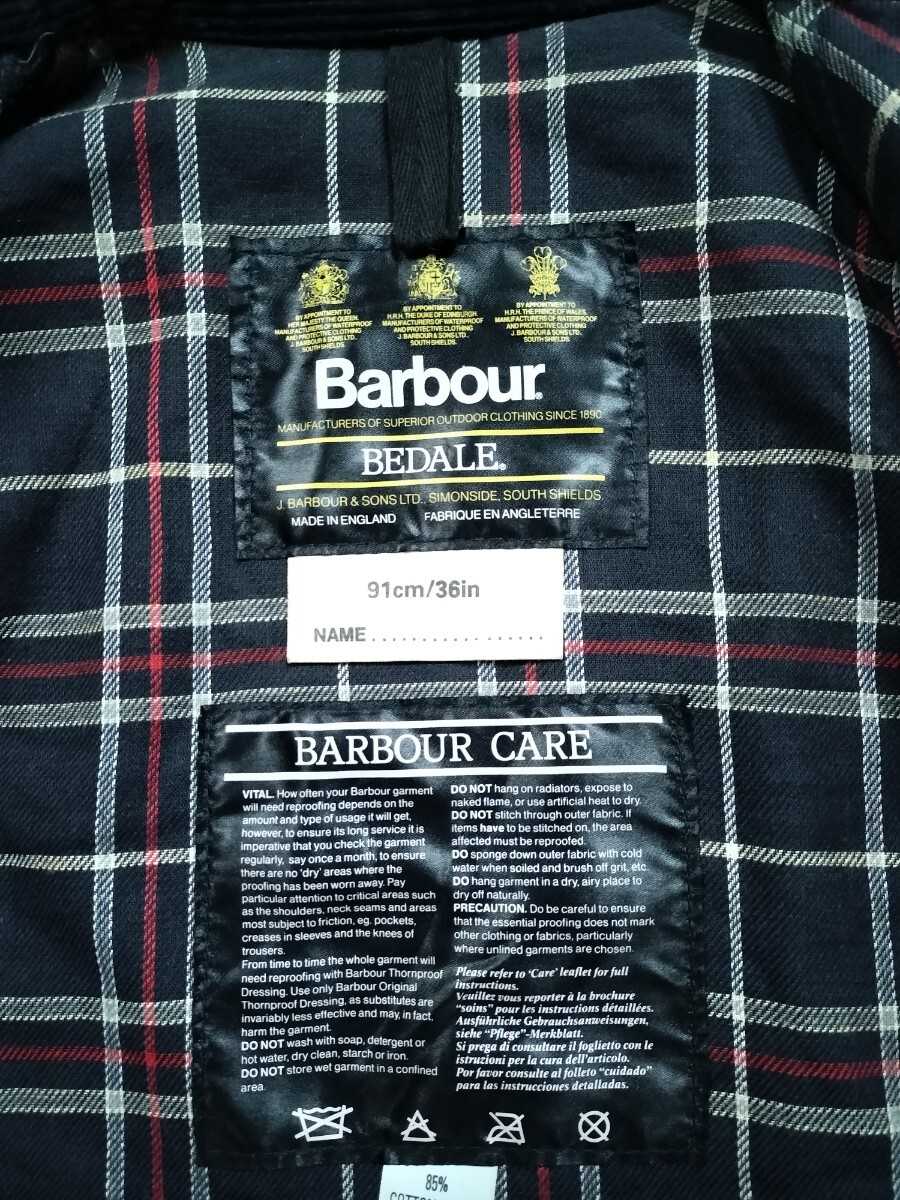 BY APPOINTMENT TO
HER MAJESTY THE QUEEN
MANUFACTURERS OF WATERPROOF
AND PROTECTIVE CLOTHING
J. BARBOUR & SONS LTD.,
SOUTH SHIELDS.
BY APPOINTMENT TO
H.R.H. THE DUKE OF EDINBURGH,
MANUFACTURERS OF WATERPROOF
AND PROTECTIVE CLOTHING
J. BARBOUR & SONS LTD.,
SOUTH SHIELDS.
BY APPOINTMENT TO
H.R.H. THE PRINCE OF WALES,
MANUFACTURERS OF WATERPROOF
AND PROTECTIVE CLOTHING
J. BARBOUR & SONS LTD.,
SOUTH SHIELDS.
Barbour®
MANUFACTURERS OF SUPERIOR OUTDOOR CLOTHING SINCE 1890
BEDALE®
J. BARBOUR & SONS LTD., SIMONSIDE, SOUTH SHIELDS.
MADE IN ENGLAND FABRIQUE EN ANGLETERRE
91cm/36in
NAME.................
BARBOUR CARE
VITAL. How often your Barbour garment
will need reproofing depends on the
amount and type of usage it will get,
however, to ensure its long service it is
imperative that you check the garment
regularly, say once a month, to ensure
there are no 'dry' areas where the
proofing has been worn away. Pay
particular attention to critical areas such
as the shoulders, neck seams and areas
most subject to friction, eg. pockets,
creases in sleeves and the knees of
trousers.
From time to time the whole garment will
need reproofing with Barbour Thornproof
Dressing. Use only Barbour Original
Thornproof Dressing, as substitutes are
invariably less effective and may, in fact,
harm the garment.
DO NOT wash with soap, detergent or
hot water, dry clean, starch or iron.
DO NOT store wet garment in a confined
area.
DO NOT hang on radiators, expose to
naked flame, or use artificial heat to dry.
DO NOT stitch through outer fabric. If
items have to be stitched on, the area
affected must be reproofed.
DO sponge down outer fabric with cold
water when soiled and brush off grit, etc.
DO hang garment in a dry, airy place to
dry off naturally.
PRECAUTION. Do be careful to ensure
that the essential proofing does not mark
other clothing or fabrics, particularly
where unlined garments are chosen.
Please refer to 'Care' leaflet for full
instructions.
Veuillez vous reporter à la brochure
"soins" pour les instructions détaillées.
Ausführliche Gebrauchsanweisungen,
siehe "Pflege"-Merkblatt.
Si prega di consultare il foglietto con le
istruzioni per la cura dell'articolo.
Por favor consulte al folleto "cuidado"
para las instrucciones detalladas.
85%